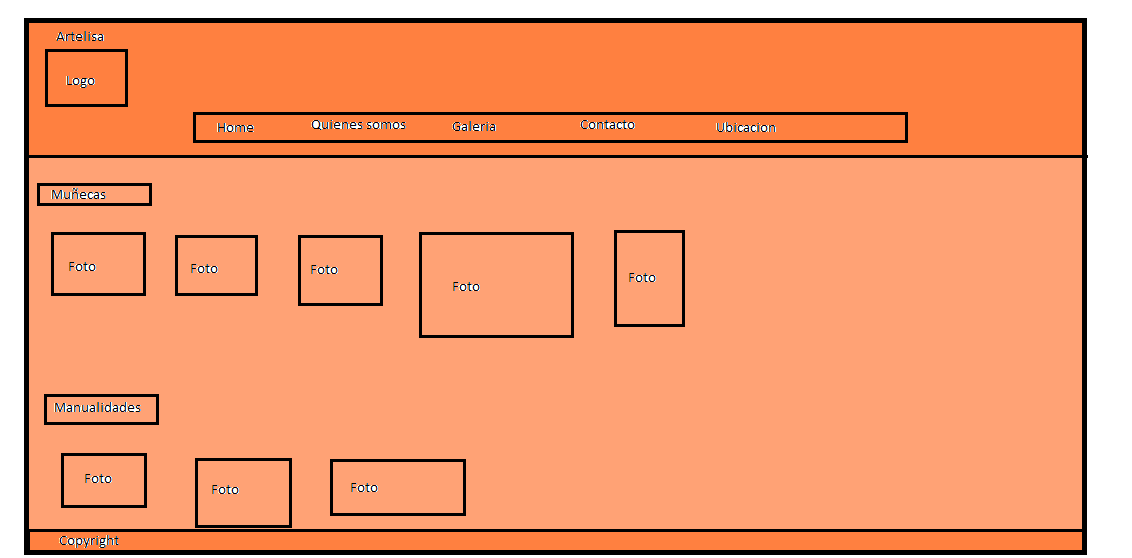 Artelisa
Logo
Home Quienes somos Galeria Contacto Ubicacion
Muñecas
Foto Foto Foto Foto Foto
Manualidades
Foto Foto Foto
Copyright